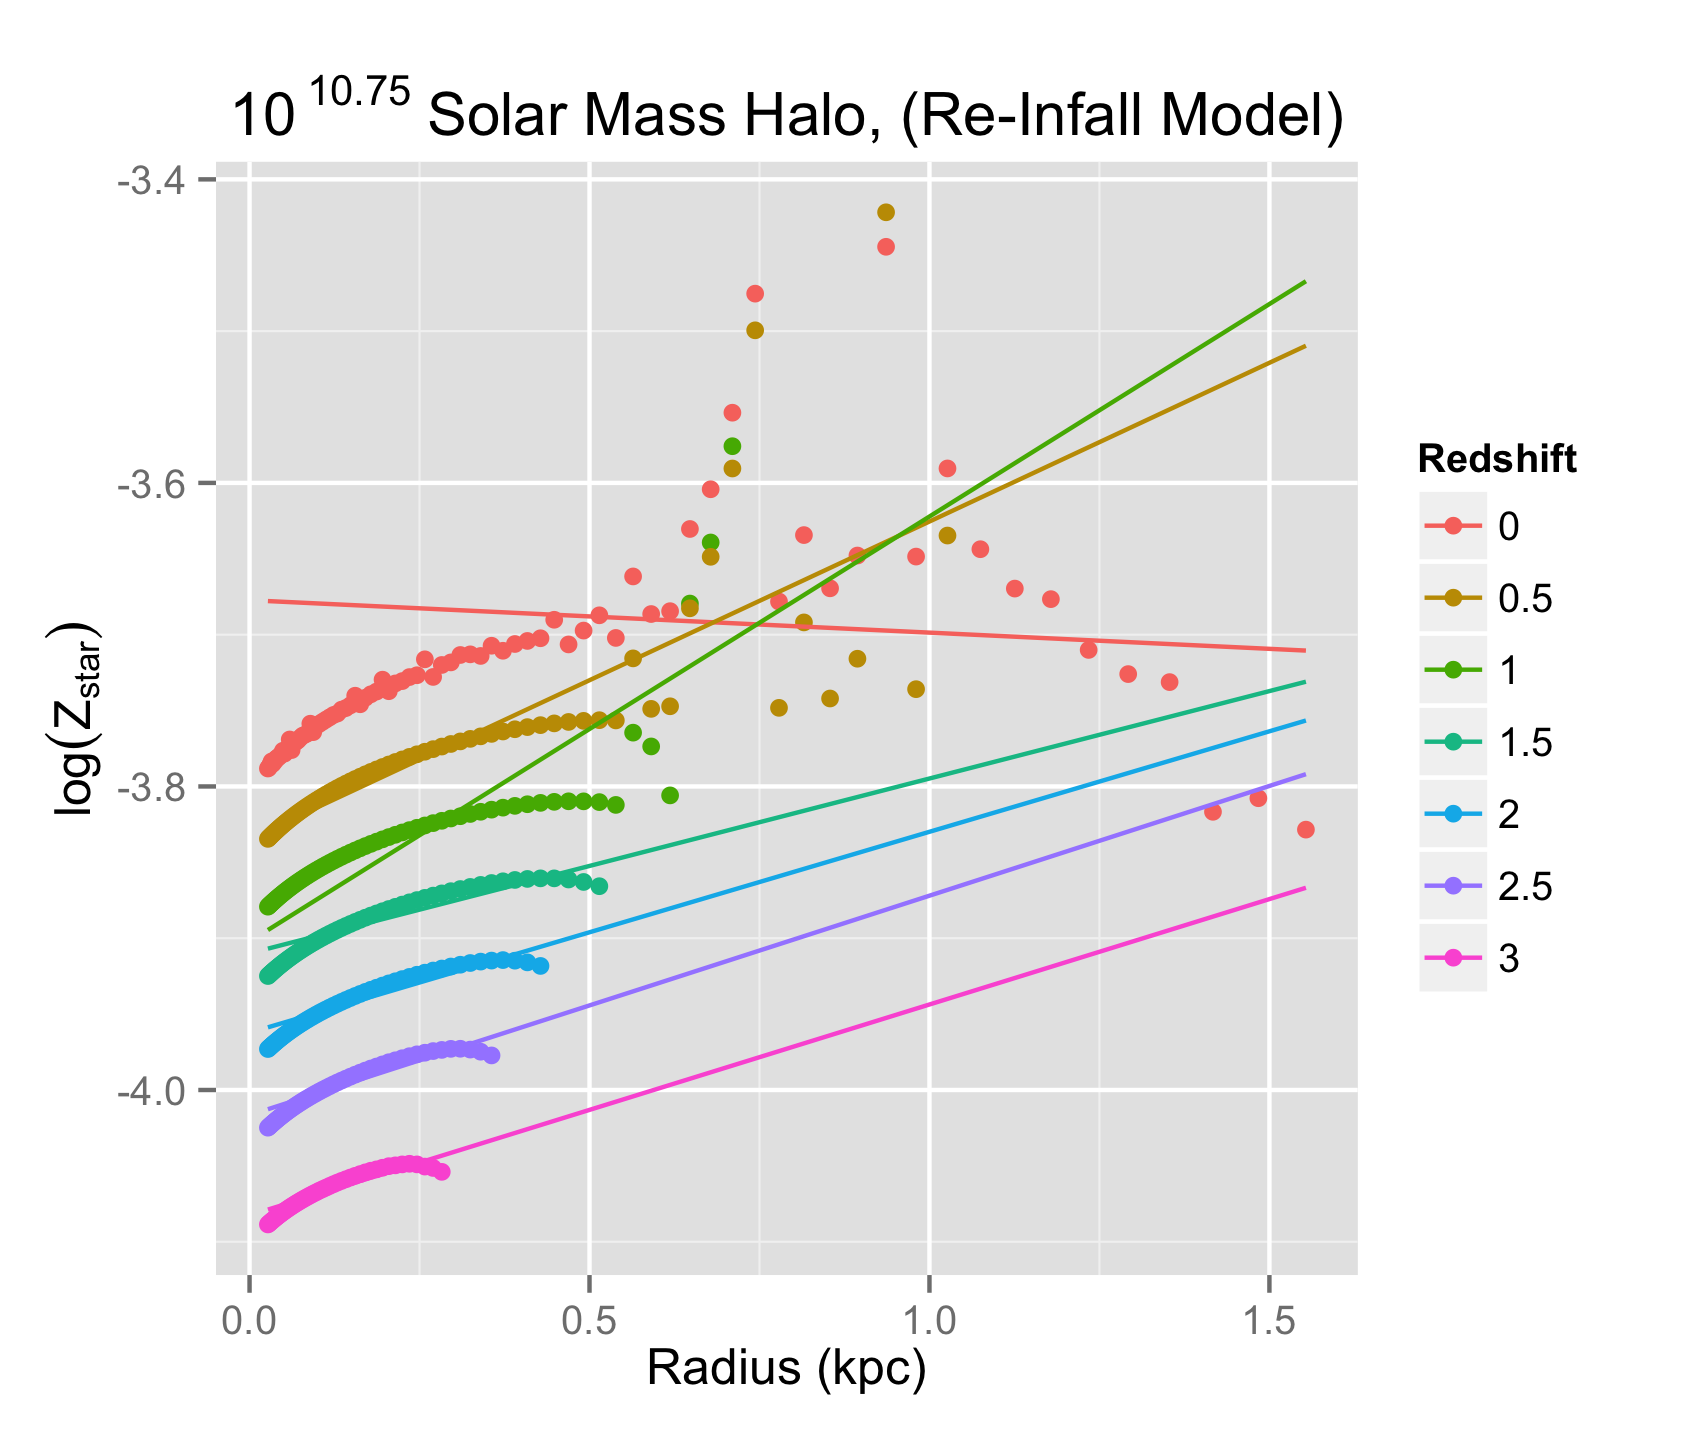 10^10.75 Solar Mass Halo, (Re-Infall Model)
-3.4
-3.6
-3.8
-4.0
log(Z_star)
0.0 0.5 1.0 1.5
Radius (kpc)
Redshift
0
0.5
1
1.5
2
2.5
3